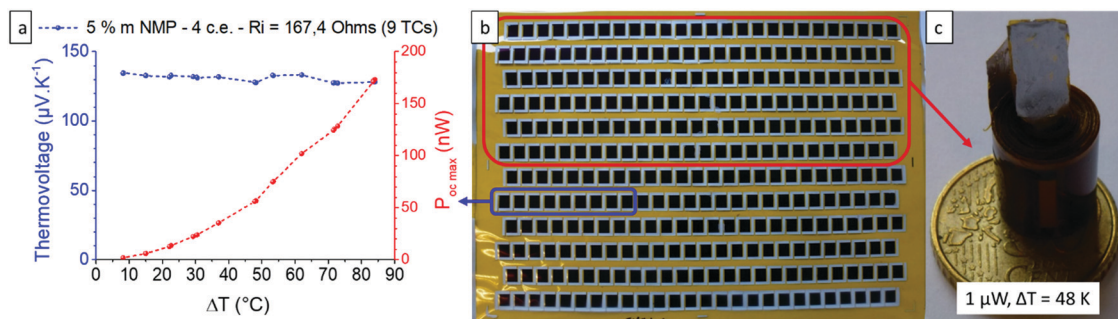 a
5 % m NMP - 4 c.e. - Ri = 167,4 Ohms (9 TCs)
Thermovoltage (µV.K⁻¹)
150
100
50
0
0 10 20 30 40 50 60 70 80 90
ΔT (°C)
200
150
100
50
0
P oc max (nW)
b
c
1 µW, ΔT = 48 K